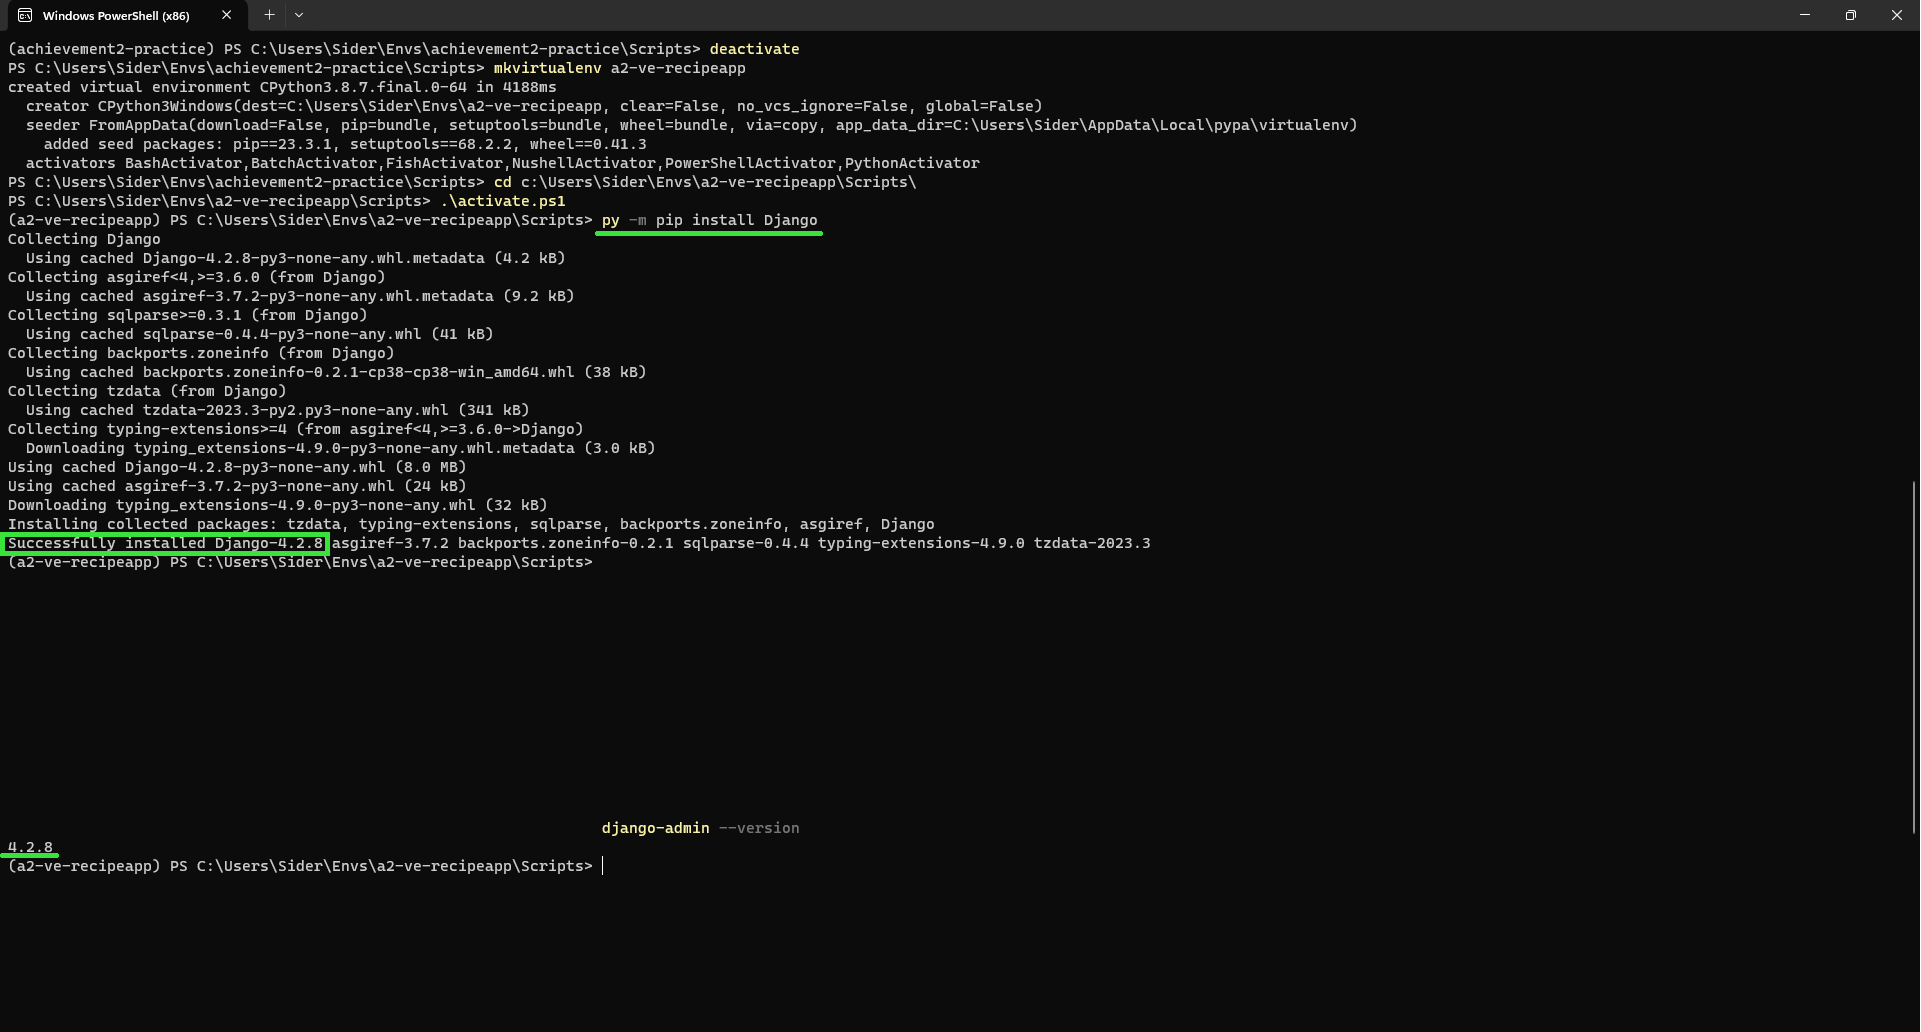 Windows PowerShell (x86)
(achievement2-practice) PS C:\Users\Sider\Envs\achievement2-practice\Scripts> deactivate
PS C:\Users\Sider\Envs\achievement2-practice\Scripts> mkvirtualenv a2-ve-recipeapp
created virtual environment CPython3.8.7.final.0-64 in 4188ms
  creator CPython3Windows(dest=C:\Users\Sider\Envs\a2-ve-recipeapp, clear=False, no_vcs_ignore=False, global=False)
  seeder FromAppData(download=False, pip=bundle, setuptools=bundle, wheel=bundle, via=copy, app_data_dir=C:\Users\Sider\AppData\Local\pypa\virtualenv)
    added seed packages: pip==23.3.1, setuptools==68.2.2, wheel==0.41.3
  activators BashActivator,BatchActivator,FishActivator,NushellActivator,PowerShellActivator,PythonActivator
PS C:\Users\Sider\Envs\achievement2-practice\Scripts> cd c:\Users\Sider\Envs\a2-ve-recipeapp\Scripts\
PS C:\Users\Sider\Envs\a2-ve-recipeapp\Scripts> .\activate.ps1
(a2-ve-recipeapp) PS C:\Users\Sider\Envs\a2-ve-recipeapp\Scripts> py -m pip install Django
Collecting Django
  Using cached Django-4.2.8-py3-none-any.whl.metadata (4.2 kB)
Collecting asgiref<4,>=3.6.0 (from Django)
  Using cached asgiref-3.7.2-py3-none-any.whl.metadata (9.2 kB)
Collecting sqlparse>=0.3.1 (from Django)
  Using cached sqlparse-0.4.4-py3-none-any.whl (41 kB)
Collecting backports.zoneinfo (from Django)
  Using cached backports.zoneinfo-0.2.1-cp38-cp38-win_amd64.whl (38 kB)
Collecting tzdata (from Django)
  Using cached tzdata-2023.3-py2.py3-none-any.whl (341 kB)
Collecting typing-extensions>=4 (from asgiref<4,>=3.6.0->Django)
  Downloading typing_extensions-4.9.0-py3-none-any.whl.metadata (3.0 kB)
Using cached Django-4.2.8-py3-none-any.whl (8.0 MB)
Using cached asgiref-3.7.2-py3-none-any.whl (24 kB)
Downloading typing_extensions-4.9.0-py3-none-any.whl (32 kB)
Installing collected packages: tzdata, typing-extensions, sqlparse, backports.zoneinfo, asgiref, Django
Successfully installed Django-4.2.8 asgiref-3.7.2 backports.zoneinfo-0.2.1 sqlparse-0.4.4 typing-extensions-4.9.0 tzdata-2023.3
(a2-ve-recipeapp) PS C:\Users\Sider\Envs\a2-ve-recipeapp\Scripts>
django-admin --version
4.2.8
(a2-ve-recipeapp) PS C:\Users\Sider\Envs\a2-ve-recipeapp\Scripts>